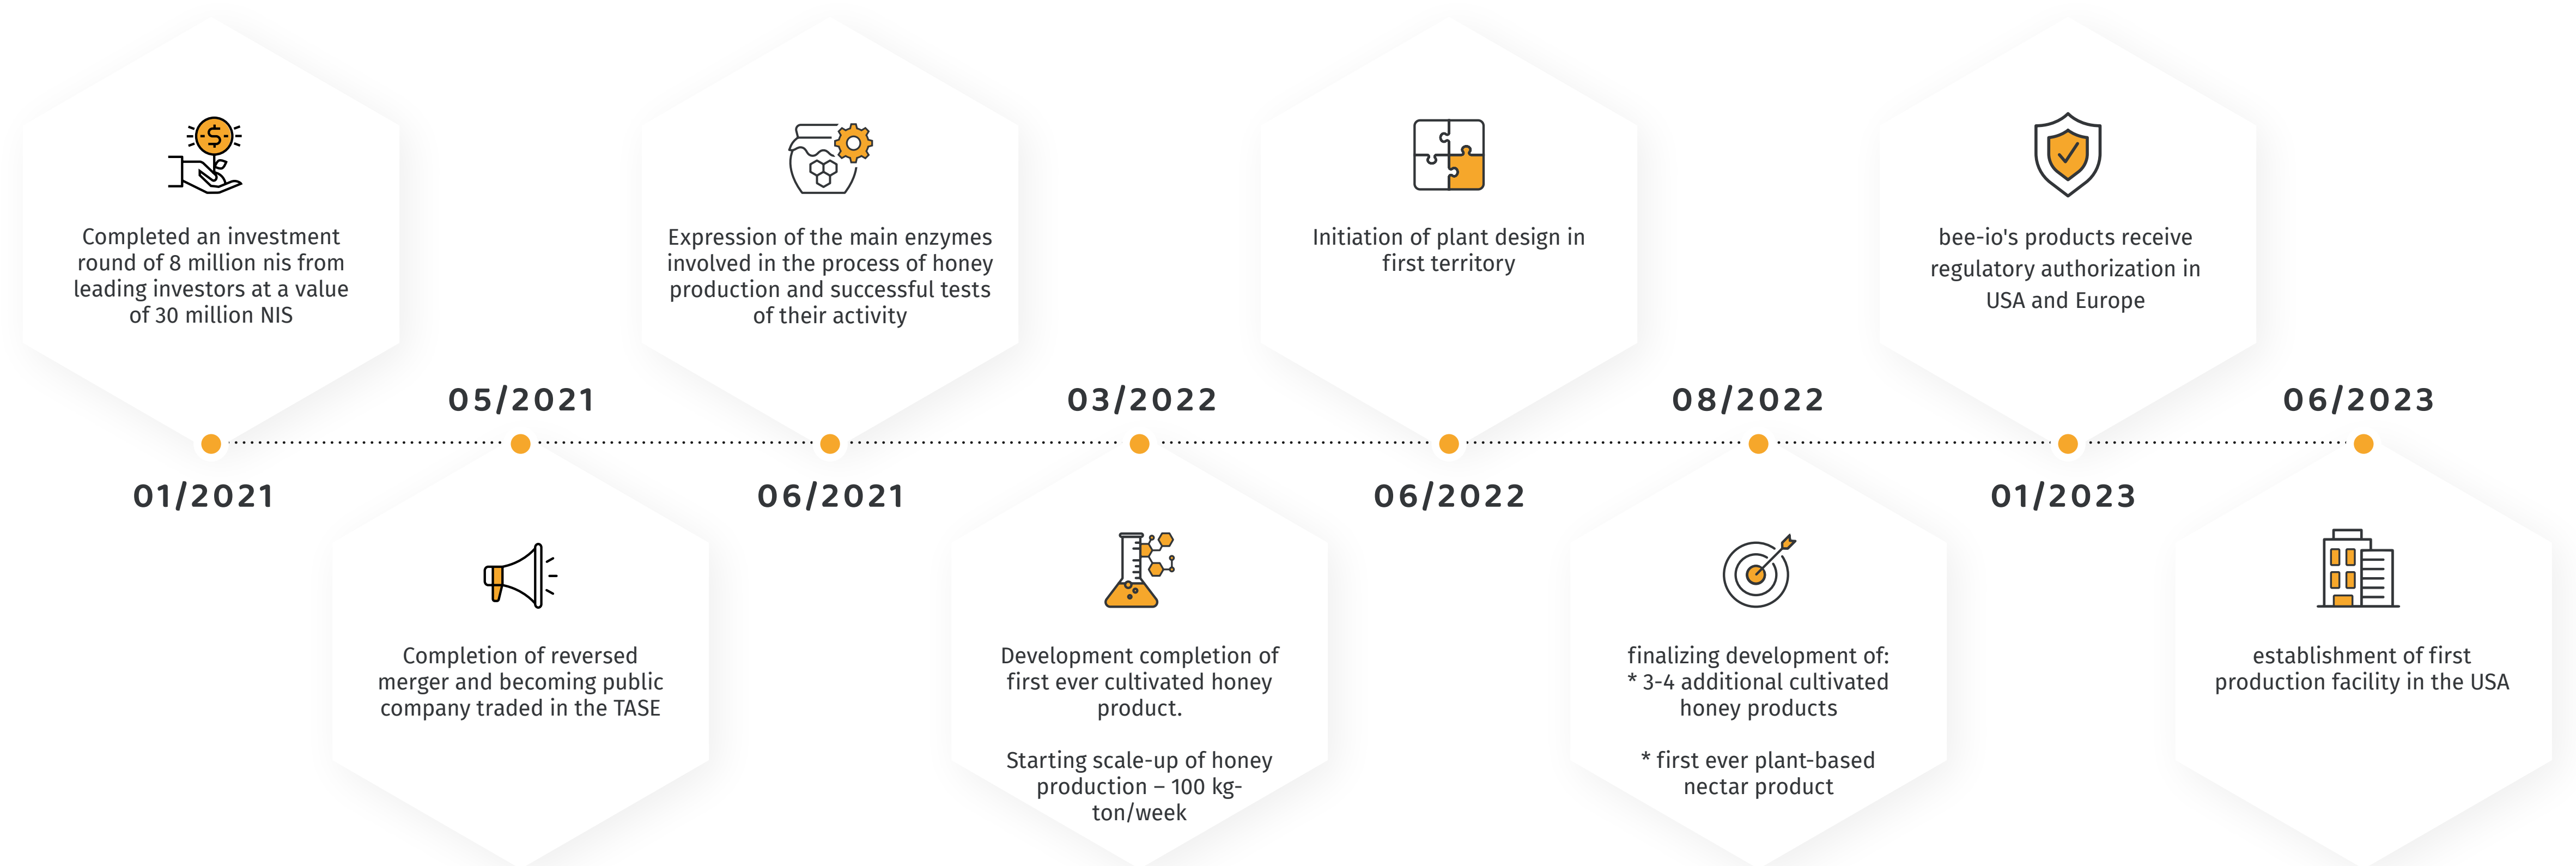 01/2021
Completed an investment
round of 8 million nis from
leading investors at a value
of 30 million NIS
05/2021
Completion of reversed
merger and becoming public
company traded in the TASE
06/2021
Expression of the main enzymes
involved in the process of honey
production and successful tests
of their activity
03/2022
Development completion of
first ever cultivated honey
product.
Starting scale-up of honey
production – 100 kg-
ton/week
06/2022
Initiation of plant design in
first territory
08/2022
finalizing development of:
* 3-4 additional cultivated
honey products
* first ever plant-based
nectar product
01/2023
bee-io's products receive
regulatory authorization in
USA and Europe
06/2023
establishment of first
production facility in the USA